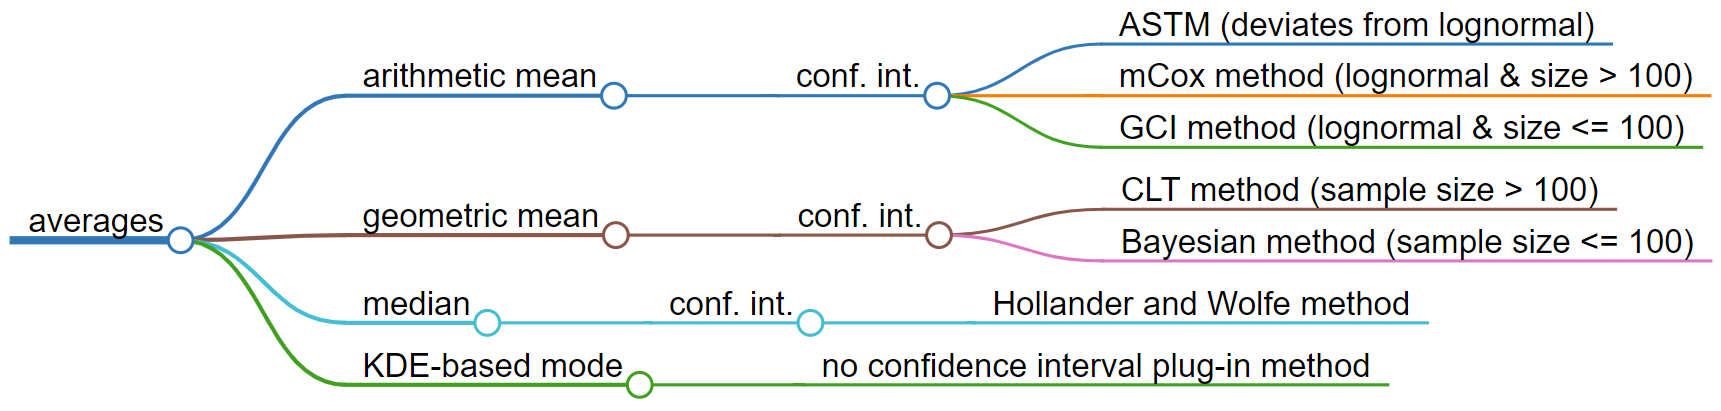 averages
arithmetic mean
conf. int.
ASTM (deviates from lognormal)
mCox method (lognormal & size > 100)
GCI method (lognormal & size <= 100)
geometric mean
conf. int.
CLT method (sample size > 100)
Bayesian method (sample size <= 100)
median
conf. int.
Hollander and Wolfe method
KDE-based mode
no confidence interval plug-in method